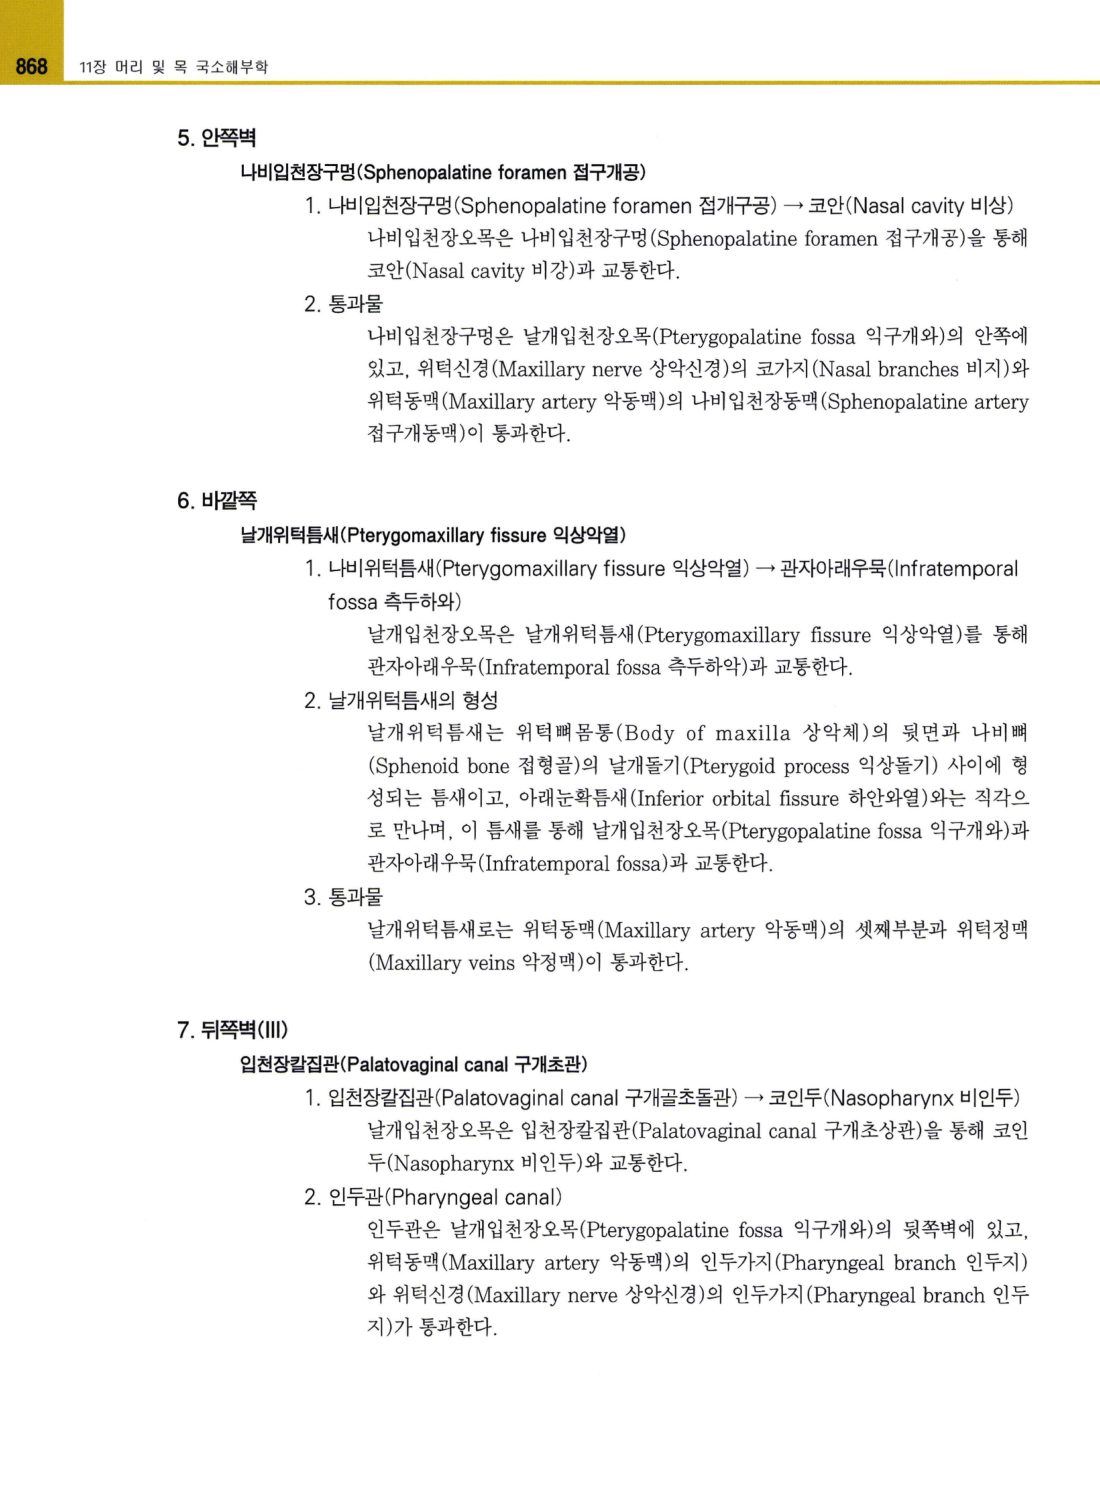 868
11장 머리 및 목 국소해부학
5. 안쪽벽
나비입천장구멍(Sphenopalatine foramen 접구개공)
1. 나비입천장구멍(Sphenopalatine foramen 접개구공) → 코안(Nasal cavity 비상)
나비입천장오목은 나비입천장구멍(Sphenopalatine foramen 접구개공)을 통해
코안(Nasal cavity 비강)과 교통한다.
2. 통과물
나비입천장구멍은 날개입천장오목(Pterygopalatine fossa 익구개와)의 안쪽에
있고, 위턱신경(Maxillary nerve 상악신경)의 코가지(Nasal branches 비지)와
위턱동맥(Maxillary artery 악동맥)의 나비입천장동맥(Sphenopalatine artery
접구개동맥)이 통과한다.
6. 바깥쪽
날개위턱틈새(Pterygomaxillary fissure 익상악열)
1. 나비위턱틈새(Pterygomaxillary fissure 익상악열) → 관자아래우묵(Infratemporal
fossa 측두하와)
날개입천장오목은 날개위턱틈새(Pterygomaxillary fissure 익상악열)를 통해
관자아래우묵(Infratemporal fossa 측두하악)과 교통한다.
2. 날개위턱틈새의 형성
날개위턱틈새는 위턱뼈몸통(Body of maxilla 상악체)의 뒷면과 나비뼈
(Sphenoid bone 접형골)의 날개돌기(Pterygoid process 익상돌기) 사이에 형
성되는 틈새이고, 아래눈확틈새(Inferior orbital fissure 하안와열)와는 직각으
로 만나며, 이 틈새를 통해 날개입천장오목(Pterygopalatine fossa 익구개와)과
관자아래우묵(Infratemporal fossa)과 교통한다.
3. 통과물
날개위턱틈새로는 위턱동맥(Maxillary artery 악동맥)의 셋째부분과 위턱정맥
(Maxillary veins 악정맥)이 통과한다.
7. 뒤쪽벽(III)
입천장칼집관(Palatovaginal canal 구개초관)
1. 입천장칼집관(Palatovaginal canal 구개골초돌관) → 코인두(Nasopharynx 비인두)
날개입천장오목은 입천장칼집관(Palatovaginal canal 구개초상관)을 통해 코인
두(Nasopharynx 비인두)와 교통한다.
2. 인두관(Pharyngeal canal)
인두관은 날개입천장오목(Pterygopalatine fossa 익구개와)의 뒷쪽벽에 있고,
위턱동맥(Maxillary artery 악동맥)의 인두가지(Pharyngeal branch 인두지)
와 위턱신경(Maxillary nerve 상악신경)의 인두가지(Pharyngeal branch 인두
지)가 통과한다.